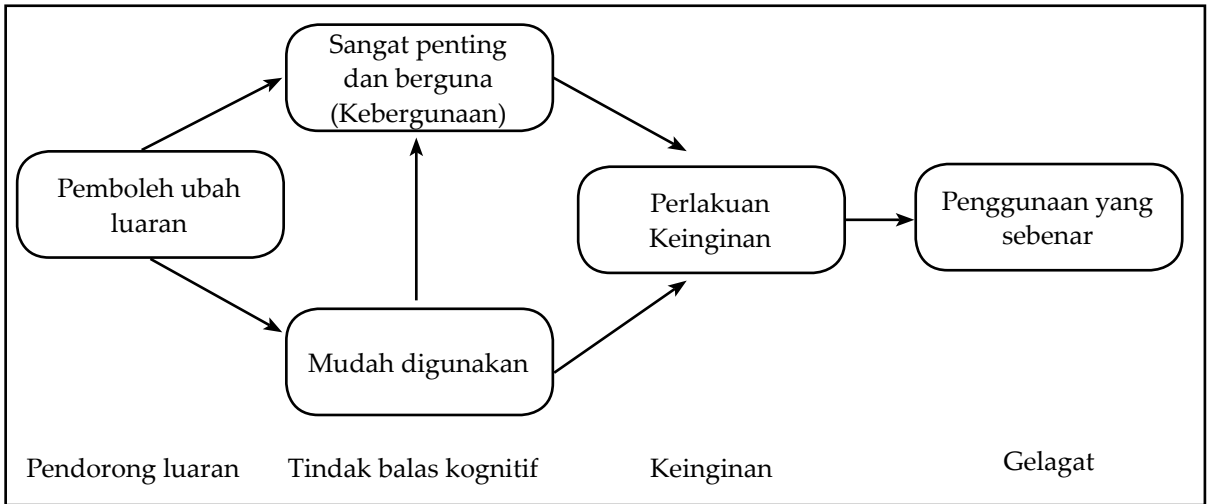 Sangat penting
dan berguna
(Kebergunaan)
Pemboleh ubah
luaran
Perlakuan
Keinginan
Penggunaan yang
sebenar
Mudah digunakan
Pendorong luaran
Tindak balas kognitif
Keinginan
Gelagat